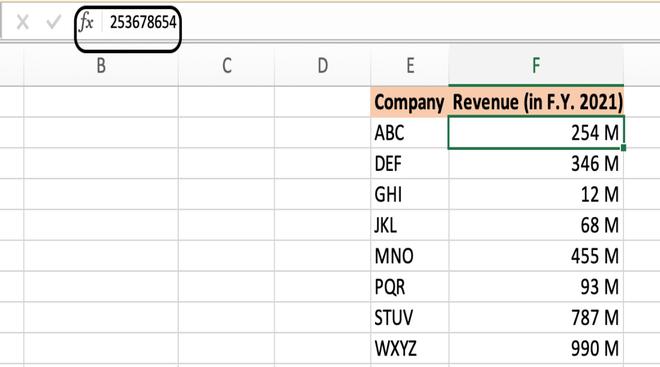 fx 253678654
B C D E F
Company Revenue (in F.Y. 2021)
ABC 254 M
DEF 346 M
GHI 12 M
JKL 68 M
MNO 455 M
PQR 93 M
STUV 787 M
WXYZ 990 M